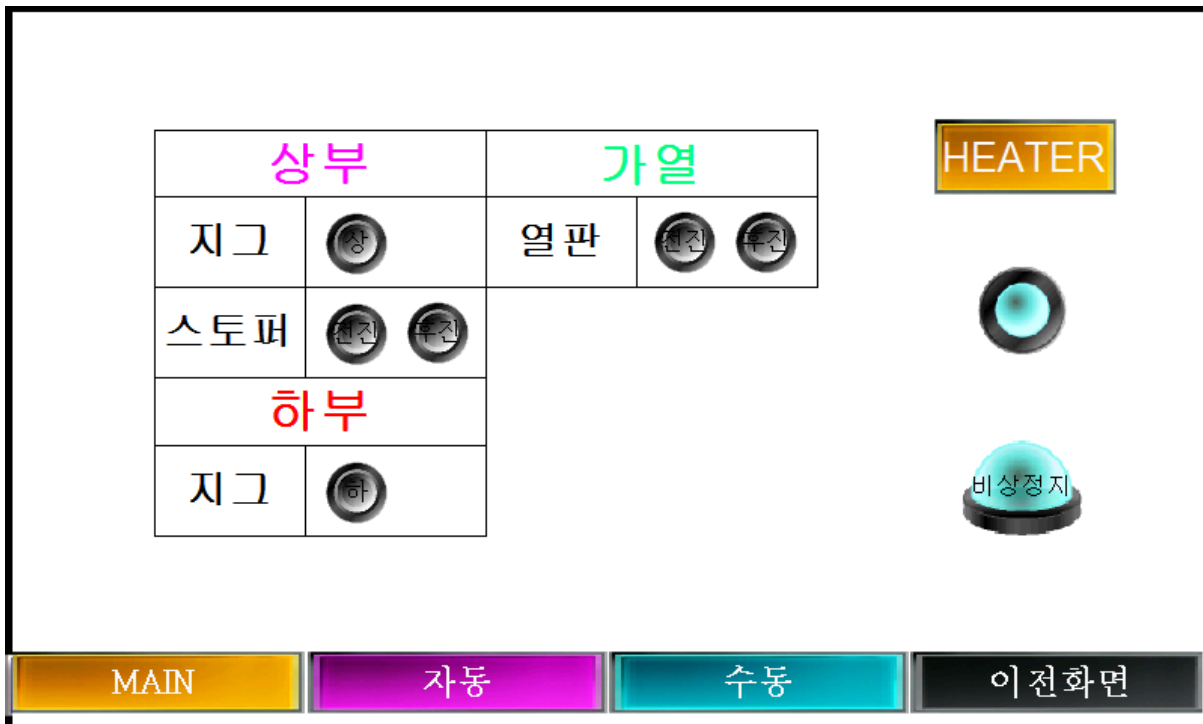 상부 가열
HEATER
지그 상 열판 전진 후진
스토퍼 전진 후진
하부
지그 하
비상정지
MAIN 자동 수동 이전화면